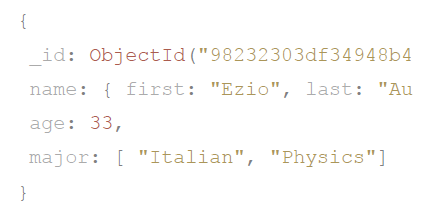 {
_id: ObjectId("98232303df34948b4
name: { first: "Ezio", last: "Au
age: 33,
major: [ "Italian", "Physics"]
}